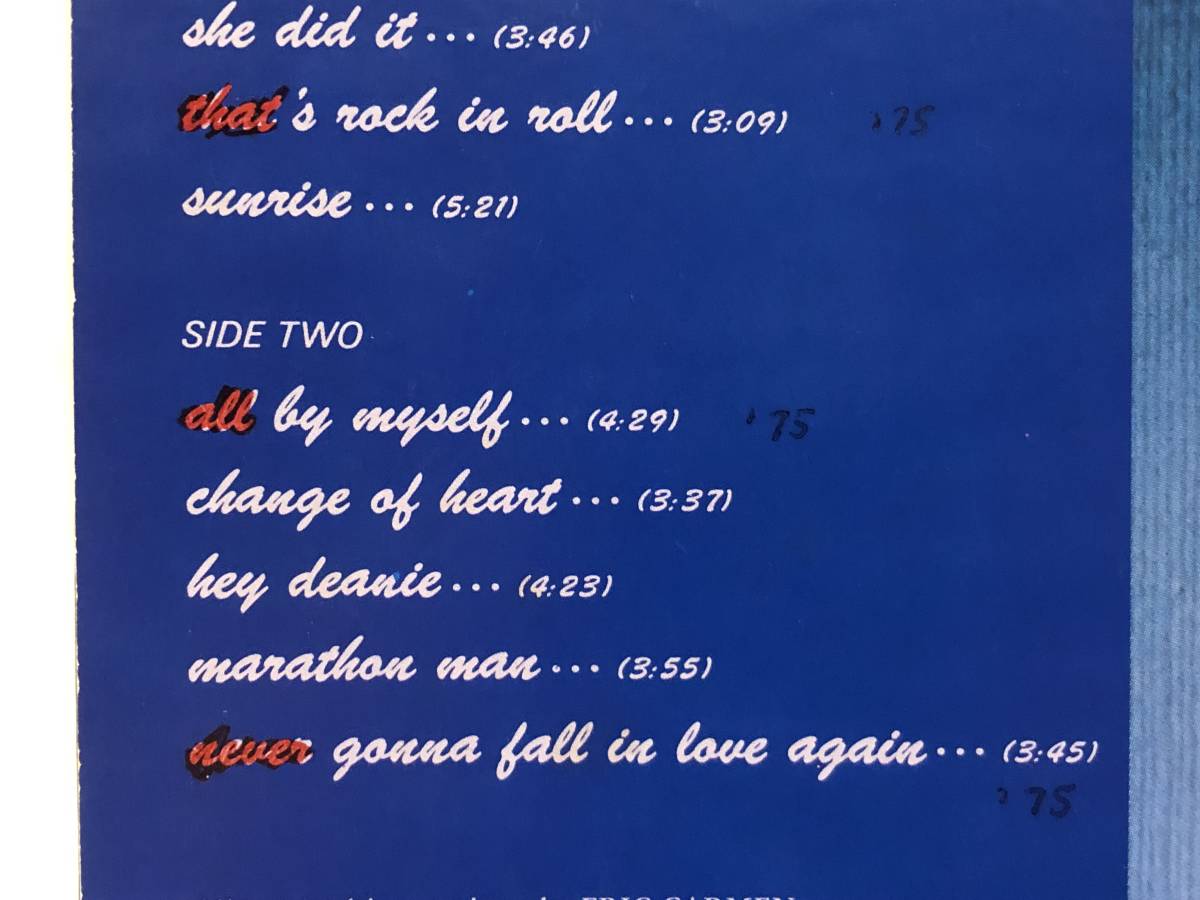 she did it ... (3:46)
that's rock in roll ... (3:09) '75
sunrise ... (5:21)
SIDE TWO
all by myself ... (4:29) '75
change of heart ... (3:37)
hey deanie ... (4:23)
marathon man ... (3:55)
never gonna fall in love again ... (3:45)
'75
ERIC CARMEN